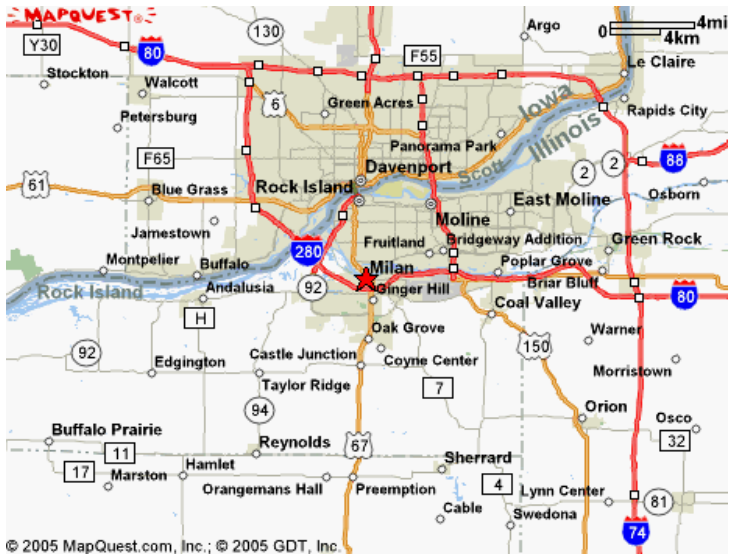 MAPQUEST
4mi
0
4km
130
Argo
Y30
80
F55
Stockton
Walcott
Le Claire
6
Green Acres
Iowa
Rapids City
Petersburg
Panorama Park
Illinois
F65
Davenport
Scott
2
2
88
61
Blue Grass
Rock Island
East Moline
Osborn
Moline
Jamestown
Fruitland
Bridgeway Addition
Green Rock
280
Montpelier
Buffalo
Milan
Poplar Grove
Rock Island
Andalusia
92
Ginger Hill
Briar Bluff
80
Coal Valley
H
Oak Grove
Warner
92
Castle Junction
Coyne Center
150
Edgington
Morristown
Taylor Ridge
7
94
Orion
Osco
Buffalo Prairie
Reynolds
67
32
11
Sherrard
17
Hamlet
Marston
Orangemans Hall
Preemption
4
Lynn Center
81
Cable
Swedona
74
© 2005 MapQuest.com, Inc.; © 2005 GDT, Inc.